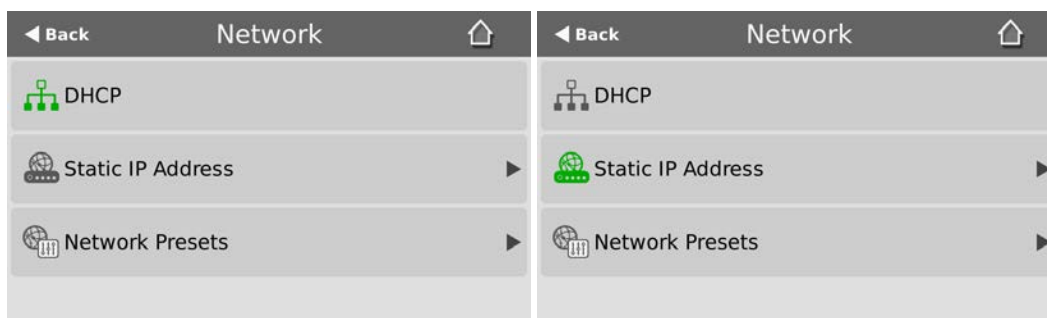 Back Network
DHCP
Static IP Address
Network Presets
Back Network
DHCP
Static IP Address
Network Presets